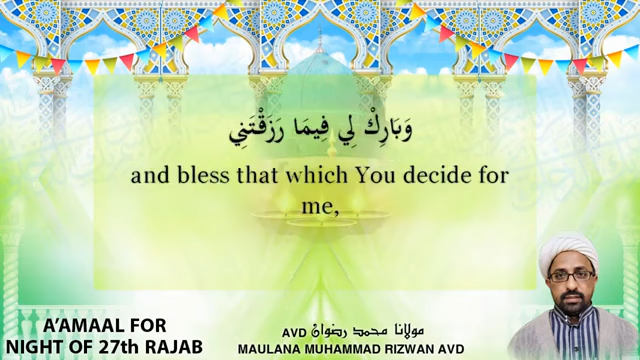 وَبَارِكْ لِي فِيمَا رَزَقْتَنِي
and bless that which You decide for
me,
A'AMAAL FOR
NIGHT OF 27th RAJAB
مولانا محمد رضوان AVD
MAULANA MUHAMMAD RIZWAN AVD